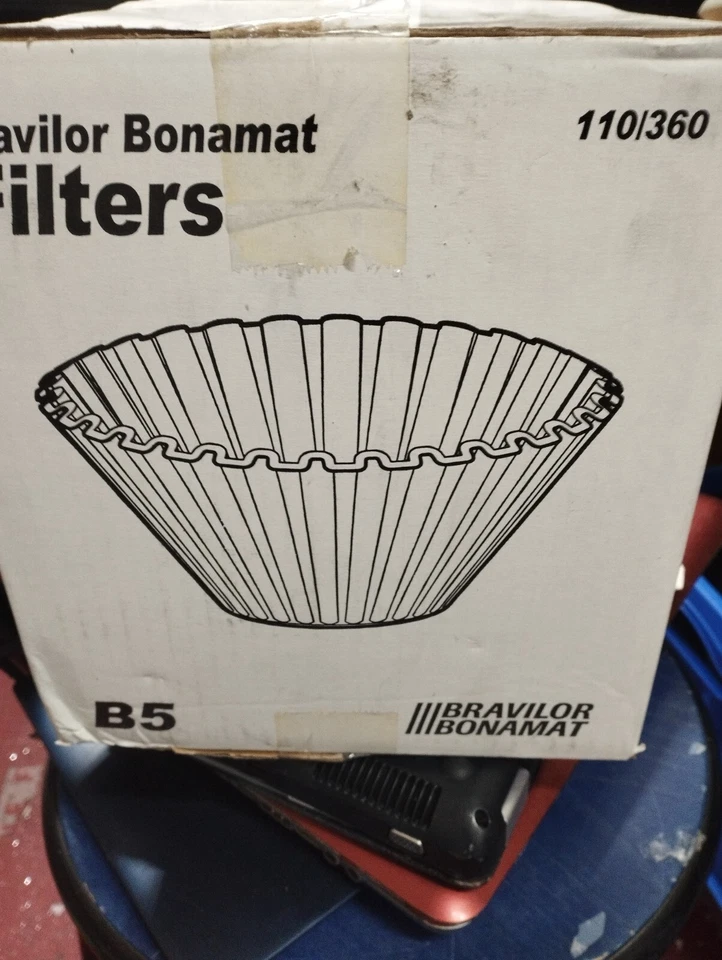 avilor Bonamat
110/360
ilters
B5
BRAVILOR
BONAMAT